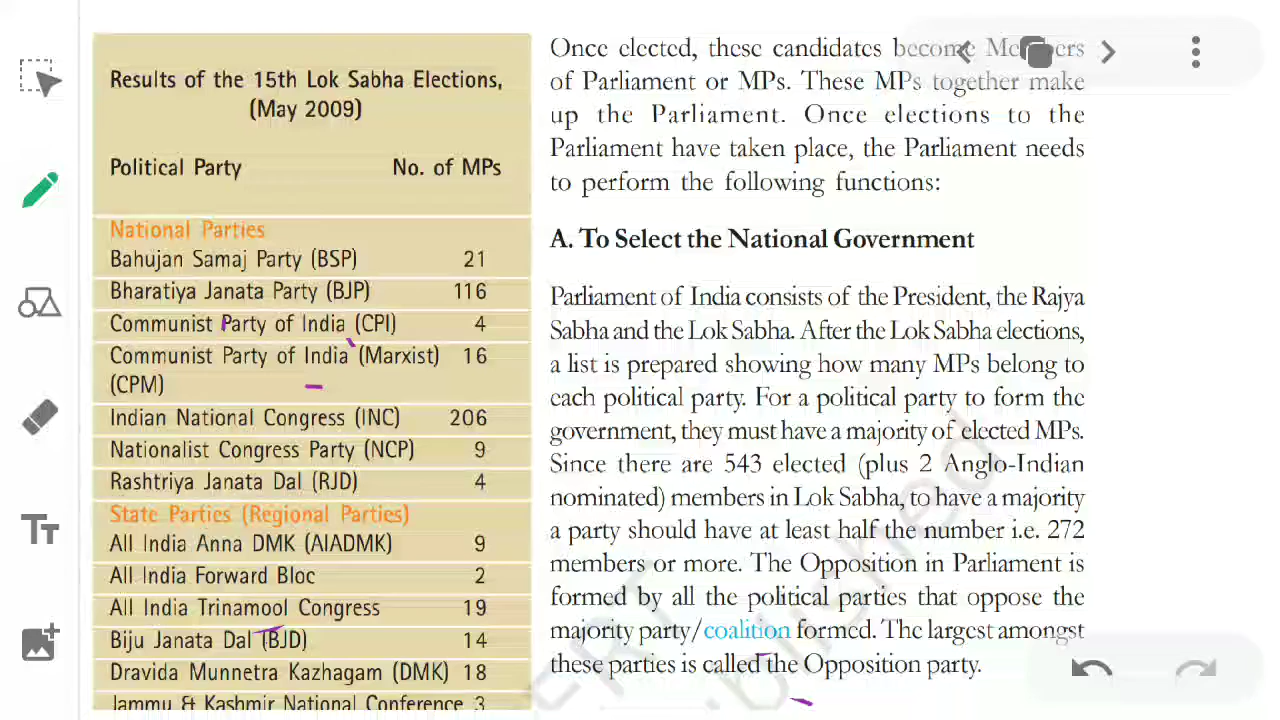 Results of the 15th Lok Sabha Elections,
(May 2009)
Political Party No. of MPs
National Parties
Bahujan Samaj Party (BSP) 21
Bharatiya Janata Party (BJP) 116
Communist Party of India (CPI) 4
Communist Party of India (Marxist) 16
(CPM)
Indian National Congress (INC) 206
Nationalist Congress Party (NCP) 9
Rashtriya Janata Dal (RJD) 4
State Parties (Regional Parties)
All India Anna DMK (AIADMK) 9
All India Forward Bloc 2
All India Trinamool Congress 19
Biju Janata Dal (BJD) 14
Dravida Munnetra Kazhagam (DMK) 18
Jammu & Kashmir National Conference 3
Once elected, these candidates become Members
of Parliament or MPs. These MPs together make
up the Parliament. Once elections to the
Parliament have taken place, the Parliament needs
to perform the following functions:
A. To Select the National Government
Parliament of India consists of the President, the Rajya
Sabha and the Lok Sabha. After the Lok Sabha elections,
a list is prepared showing how many MPs belong to
each political party. For a political party to form the
government, they must have a majority of elected MPs.
Since there are 543 elected (plus 2 Anglo-Indian
nominated) members in Lok Sabha, to have a majority
a party should have at least half the number i.e. 272
members or more. The Opposition in Parliament is
formed by all the political parties that oppose the
majority party/coalition formed. The largest amongst
these parties is called the Opposition party.
Tт